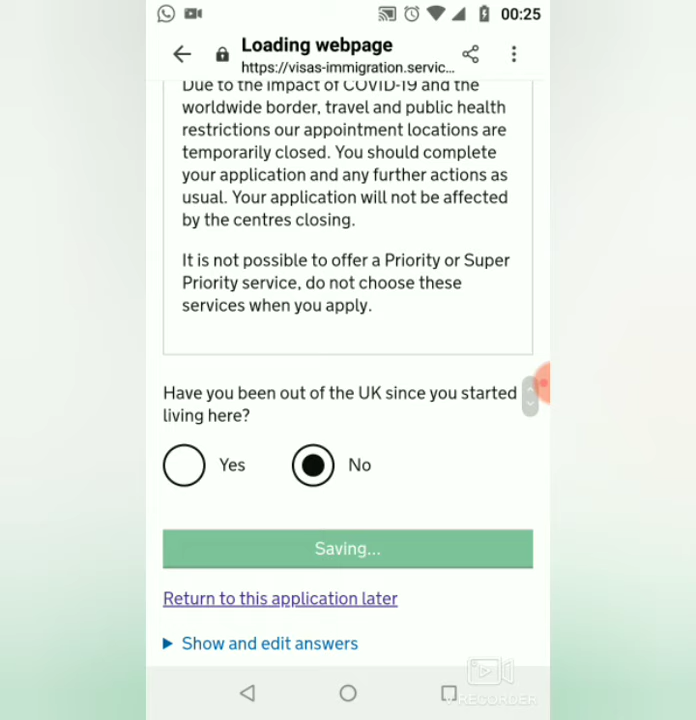 00:25
Loading webpage
https://visas-immigration.servic...
Due to the impact of COVID-19 and the
worldwide border, travel and public health
restrictions our appointment locations are
temporarily closed. You should complete
your application and any further actions as
usual. Your application will not be affected
by the centres closing.
It is not possible to offer a Priority or Super
Priority service, do not choose these
services when you apply.
Have you been out of the UK since you started
living here?
Yes No
Saving...
Return to this application later
Show and edit answers
V RECORDER